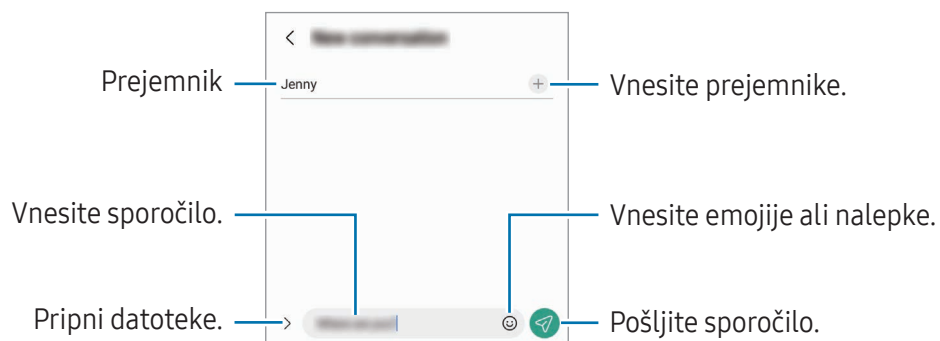 Prejemnik
Jenny
Vnesite prejemnike.
Vnesite sporočilo.
Vnesite emojije ali nalepke.
Pripni datoteke.
Pošljite sporočilo.